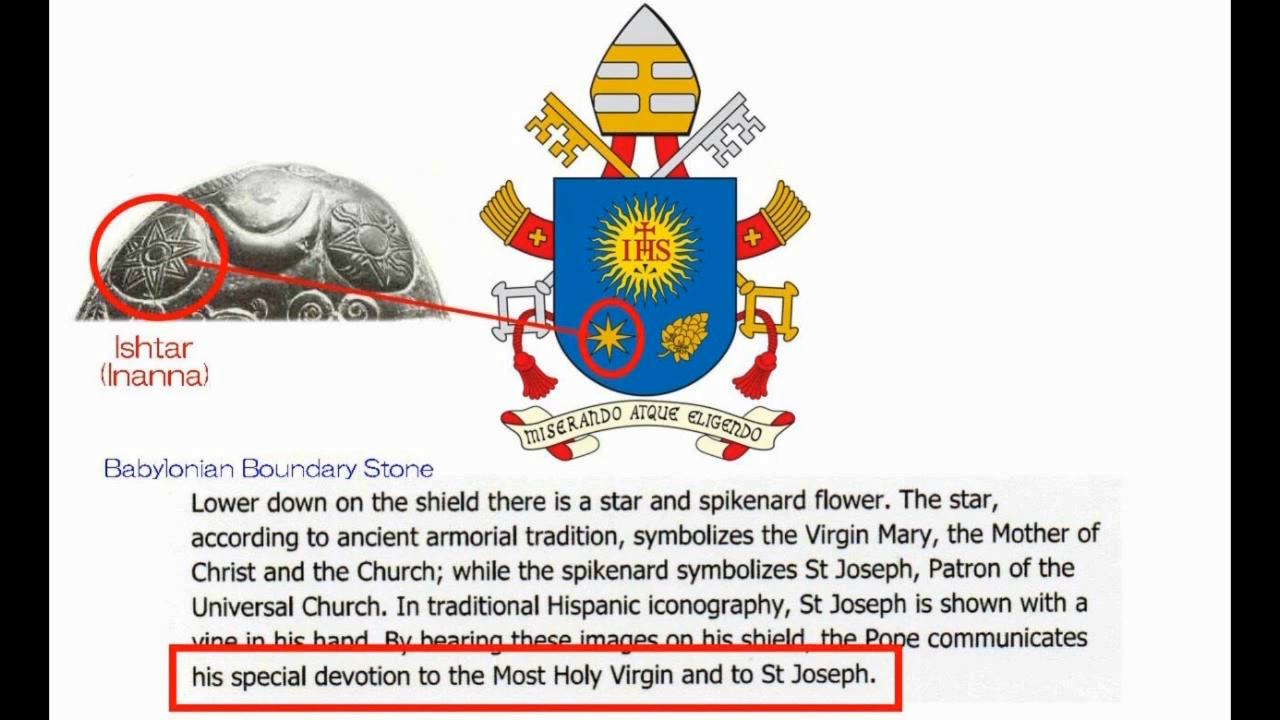 IHS
MISERANDO ATQUE ELIGENDO
Ishtar
(Inanna)
Babylonian Boundary Stone
Lower down on the shield there is a star and spikenard flower. The star,
according to ancient armorial tradition, symbolizes the Virgin Mary, the Mother of
Christ and the Church; while the spikenard symbolizes St Joseph, Patron of the
Universal Church. In traditional Hispanic iconography, St Joseph is shown with a
vine in his hand. By bearing these images on his shield, the Pope communicates
his special devotion to the Most Holy Virgin and to St Joseph.